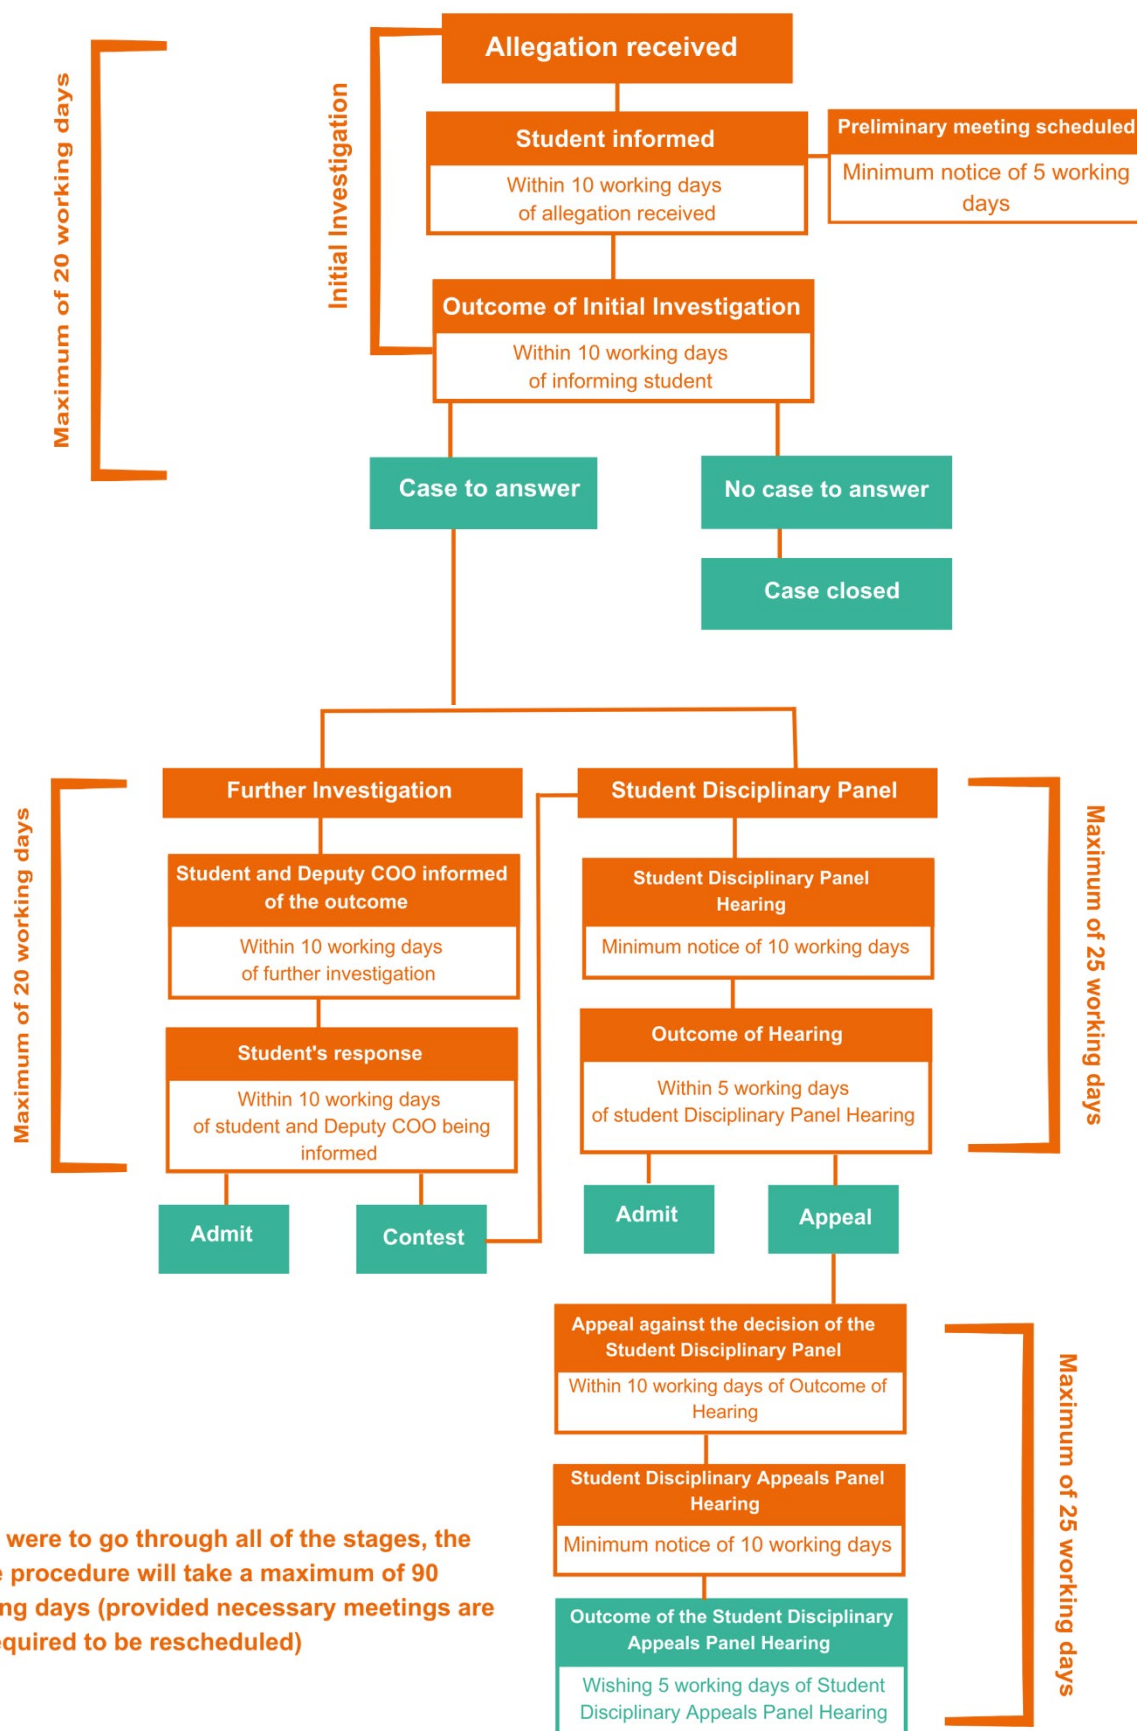 Allegation received
Maximum of 20 working days
Initial Investigation
Student informed
Within 10 working days
of allegation received
Preliminary meeting scheduled
Minimum notice of 5 working
days
Outcome of Initial Investigation
Within 10 working days
of informing student
Case to answer
No case to answer
Case closed
Maximum of 20 working days
Further Investigation
Student and Deputy COO informed
of the outcome
Within 10 working days
of further investigation
Student's response
Within 10 working days
of student and Deputy COO being
informed
Admit
Contest
Student Disciplinary Panel
Student Disciplinary Panel
Hearing
Minimum notice of 10 working days
Outcome of Hearing
Within 5 working days
of student Disciplinary Panel Hearing
Maximum of 25 working days
Admit
Appeal
Appeal against the decision of the
Student Disciplinary Panel
Within 10 working days of Outcome of
Hearing
Student Disciplinary Appeals Panel
Hearing
Minimum notice of 10 working days
Outcome of the Student Disciplinary
Appeals Panel Hearing
Wishing 5 working days of Student
Disciplinary Appeals Panel Hearing
Maximum of 25 working days
were to go through all of the stages, the
e procedure will take a maximum of 90
ng days (provided necessary meetings are
equired to be rescheduled)